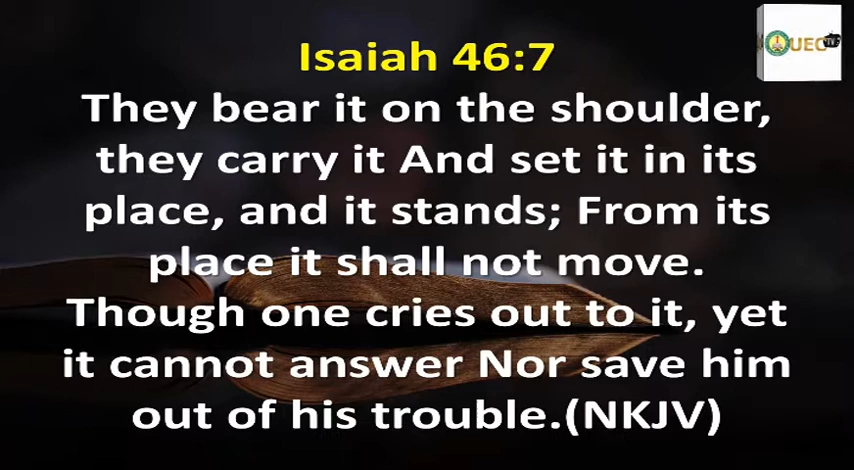 Isaiah 46:7
They bear it on the shoulder,
they carry it And set it in its
place, and it stands; From its
place it shall not move.
Though one cries out to it, yet
it cannot answer Nor save him
out of his trouble.(NKJV)
UEC
TV